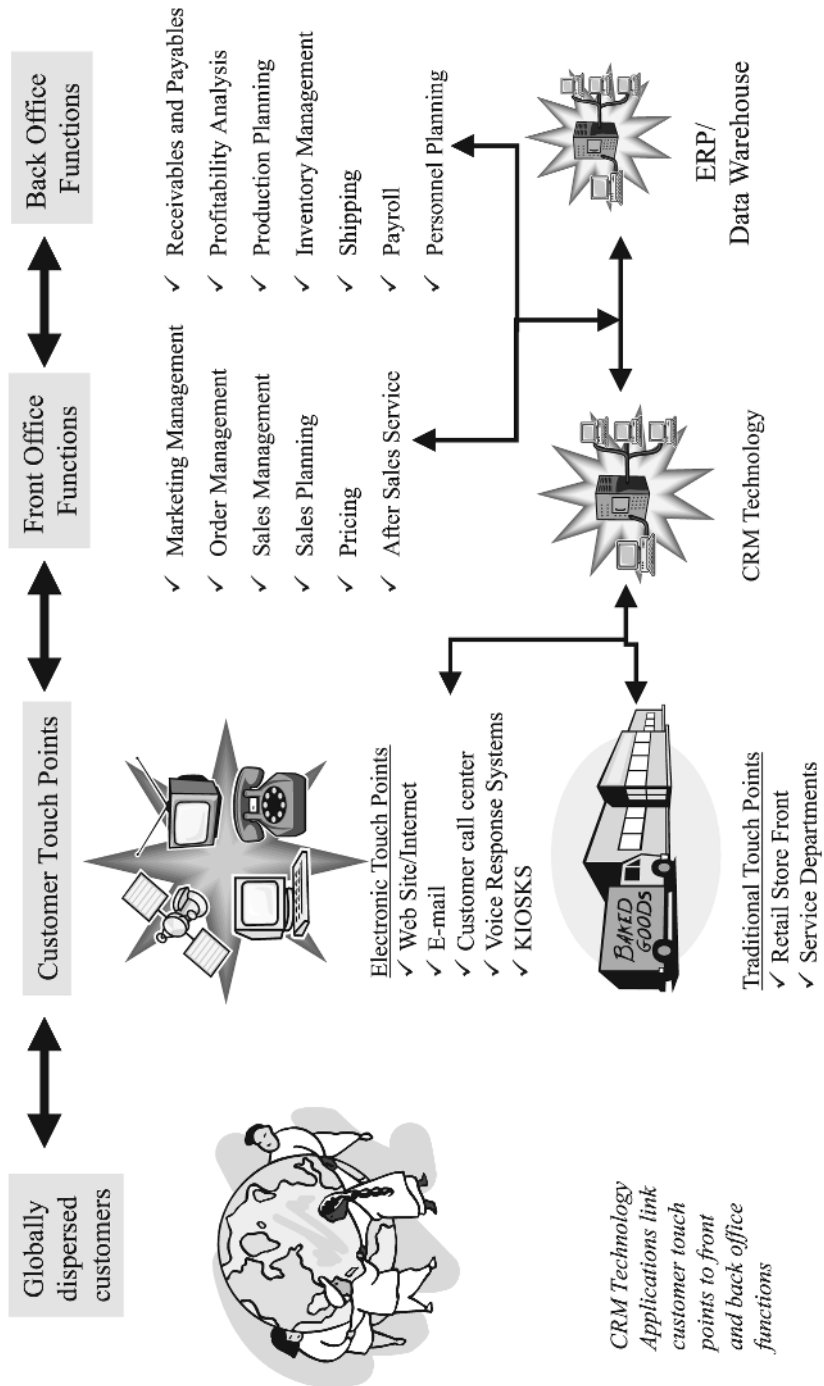 Globally
dispersed
customers
Customer Touch Points
Front Office
Functions
Back Office
Functions
Electronic Touch Points
✓ Web Site/Internet
✓ E-mail
✓ Customer call center
✓ Voice Response Systems
✓ KIOSKS
BAKED
GOODS
Traditional Touch Points
✓ Retail Store Front
✓ Service Departments
✓ Marketing Management
✓ Order Management
✓ Sales Management
✓ Sales Planning
✓ Pricing
✓ After Sales Service
✓ Receivables and Payables
✓ Profitability Analysis
✓ Production Planning
✓ Inventory Management
✓ Shipping
✓ Payroll
✓ Personnel Planning
CRM Technology
ERP/
Data Warehouse
CRM Technology
Applications link
customer touch
points to front
and back office
functions